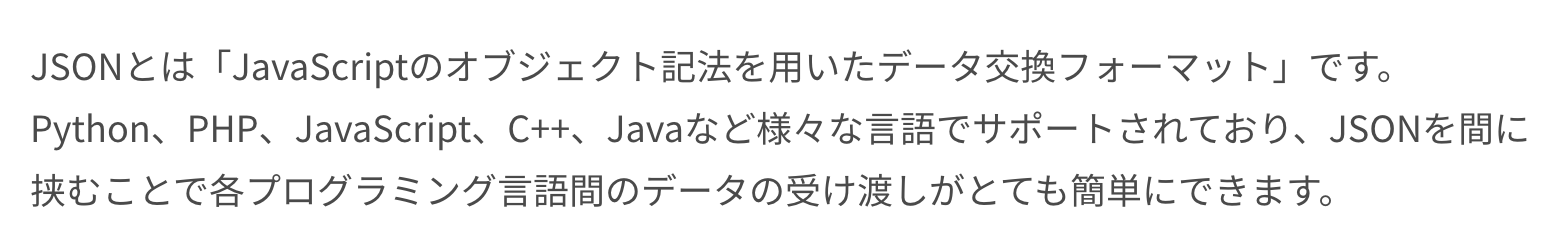 JSONとは「JavaScriptのオブジェクト記法を用いたデータ交換フォーマット」です。
Python、PHP、JavaScript、C++、Javaなど様々な言語でサポートされており、JSONを間に
挟むことで各プログラミング言語間のデータの受け渡しがとても簡単にできます。